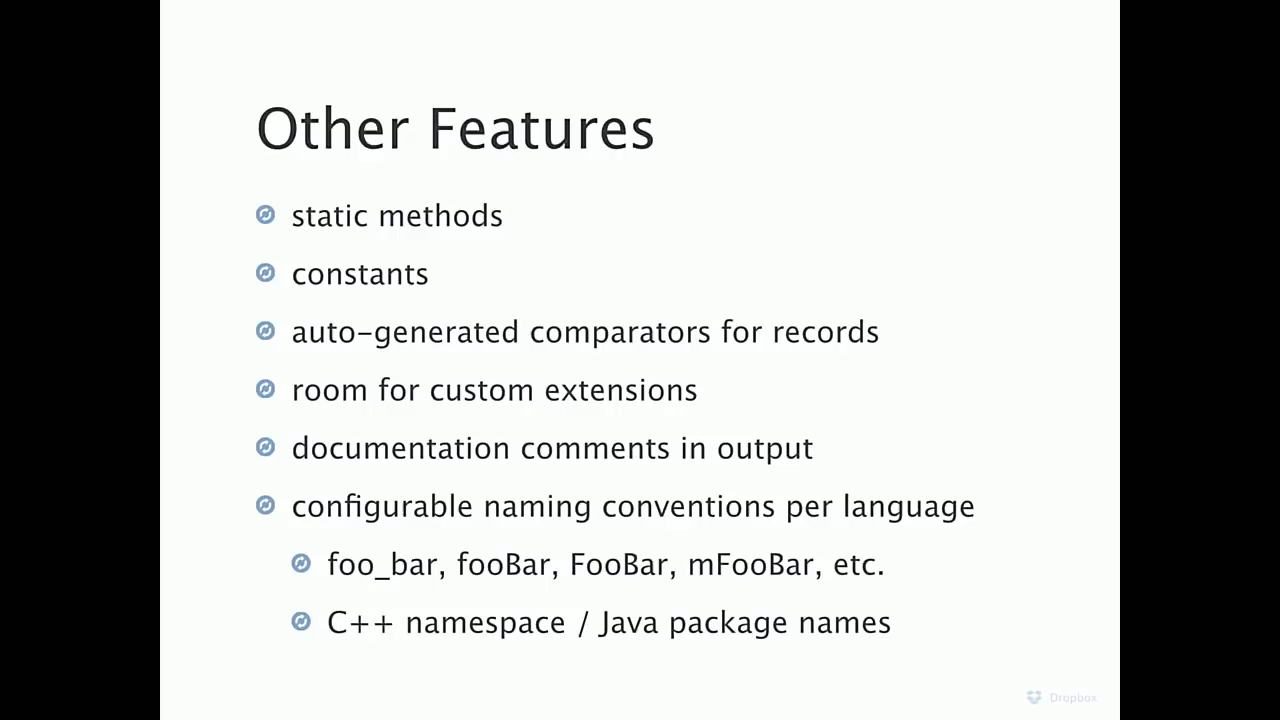 Other Features
static methods
constants
auto-generated comparators for records
room for custom extensions
documentation comments in output
configurable naming conventions per language
foo_bar, fooBar, FooBar, mFooBar, etc.
C++ namespace / Java package names
Dropbox